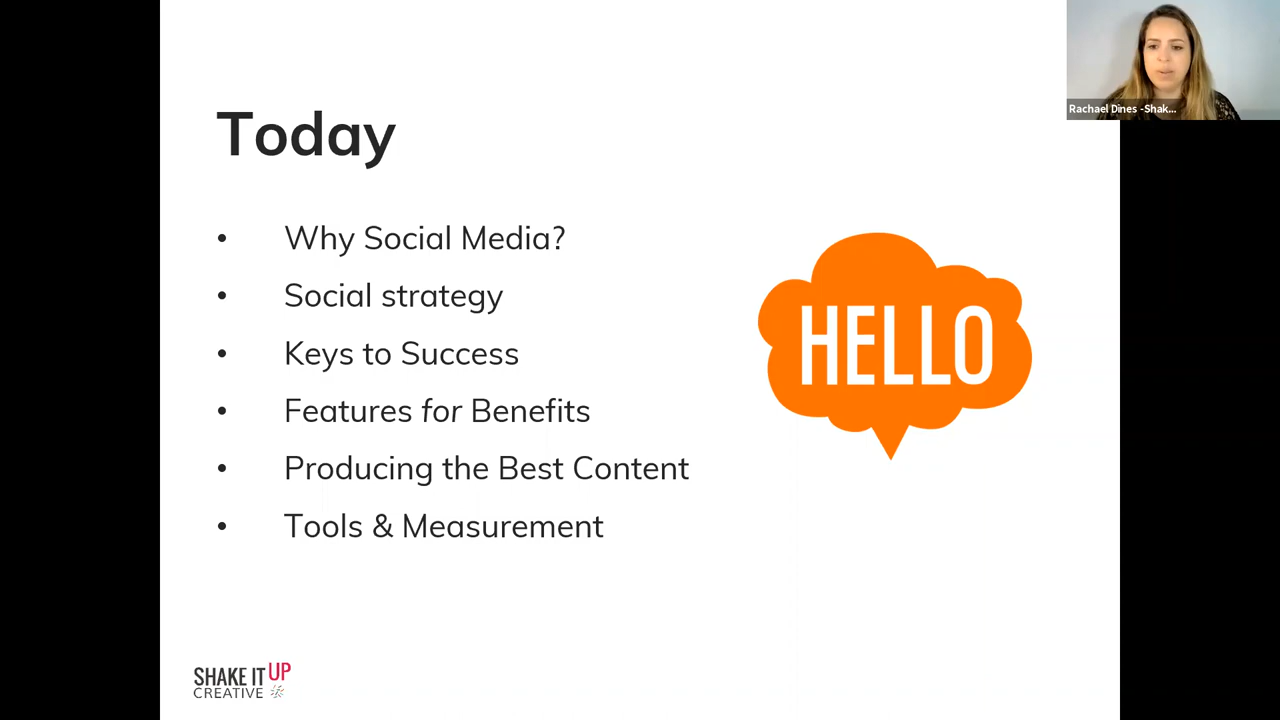 Today
• Why Social Media?
• Social strategy
• Keys to Success
• Features for Benefits
• Producing the Best Content
• Tools & Measurement
HELLO
Rachael Dines -Shak...
SHAKE IT UP
CREATIVE